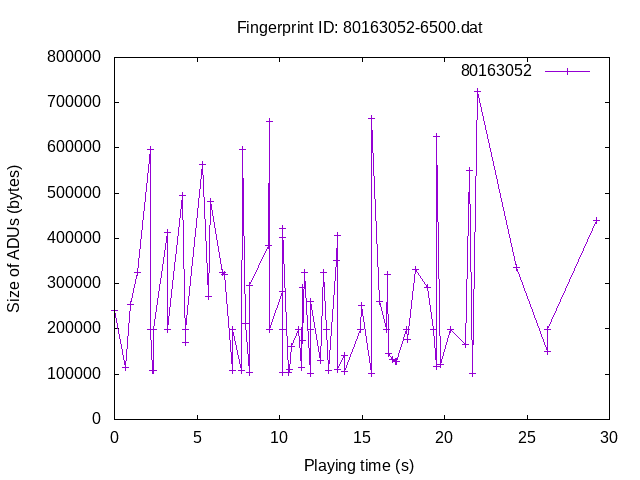 Fingerprint ID: 80163052-6500.dat
80163052
Size of ADUs (bytes)
800000
700000
600000
500000
400000
300000
200000
100000
0
0 5 10 15 20 25 30
Playing time (s)